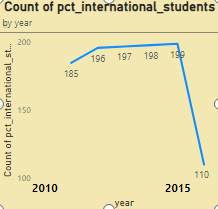 Count of pct_international_students
by year
Count of pct_international_st...
200
150
100
185
196
197
198
199
110
2010
2015
year